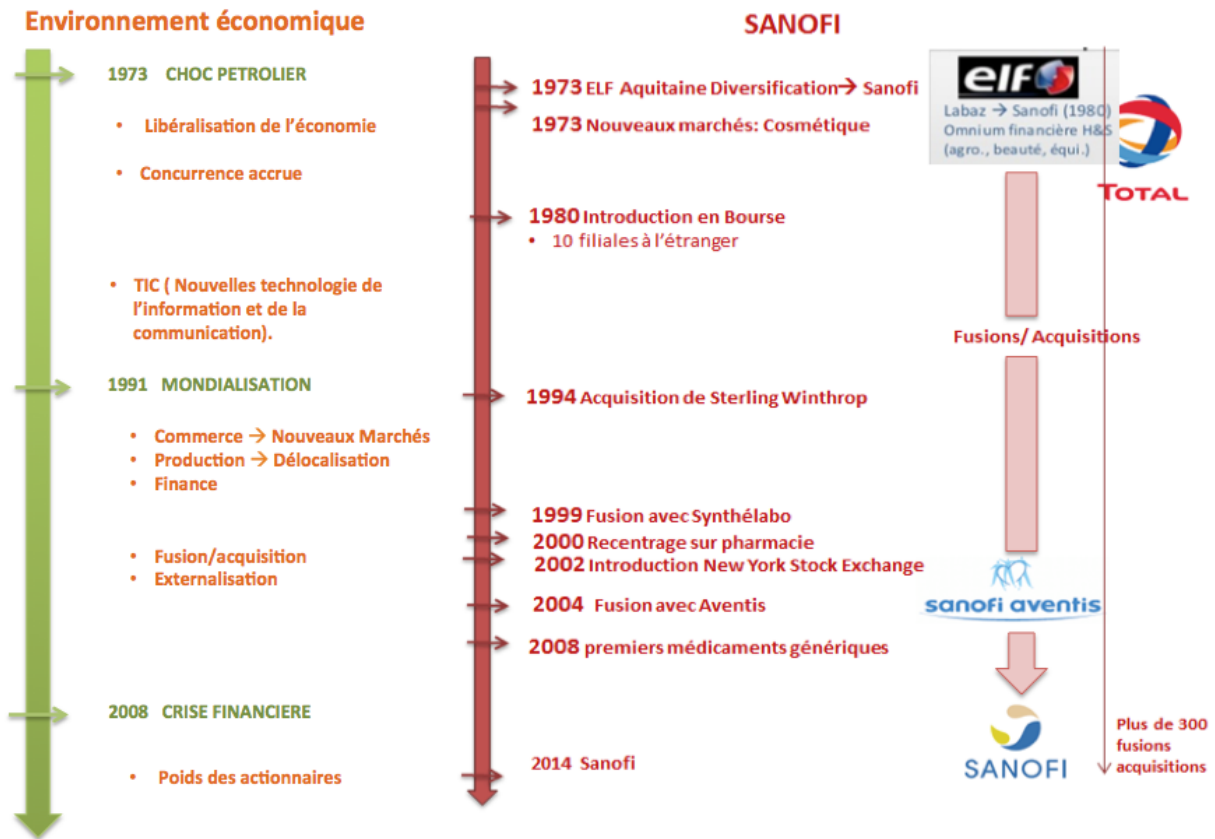 Environnement économique
1973 CHOC PETROLIER
• Libéralisation de l'économie
• Concurrence accrue
• TIC ( Nouvelles technologie de
l'information et de la
communication).
1991 MONDIALISATION
• Commerce → Nouveaux Marchés
• Production → Délocalisation
• Finance
• Fusion/acquisition
• Externalisation
2008 CRISE FINANCIERE
• Poids des actionnaires
SANOFI
1973 ELF Aquitaine Diversification→ Sanofi
1973 Nouveaux marchés: Cosmétique
1980 Introduction en Bourse
• 10 filiales à l'étranger
1994 Acquisition de Sterling Winthrop
1999 Fusion avec Synthélabo
2000 Recentrage sur pharmacie
2002 Introduction New York Stock Exchange
2004 Fusion avec Aventis
2008 premiers médicaments génériques
2014 Sanofi
elf
Labaz → Sanofi (1980)
Omnium financière H&S
(agro., beauté, équi.)
TOTAL
Fusions/ Acquisitions
sanofi aventis
SANOFI
Plus de 300
fusions
acquisitions